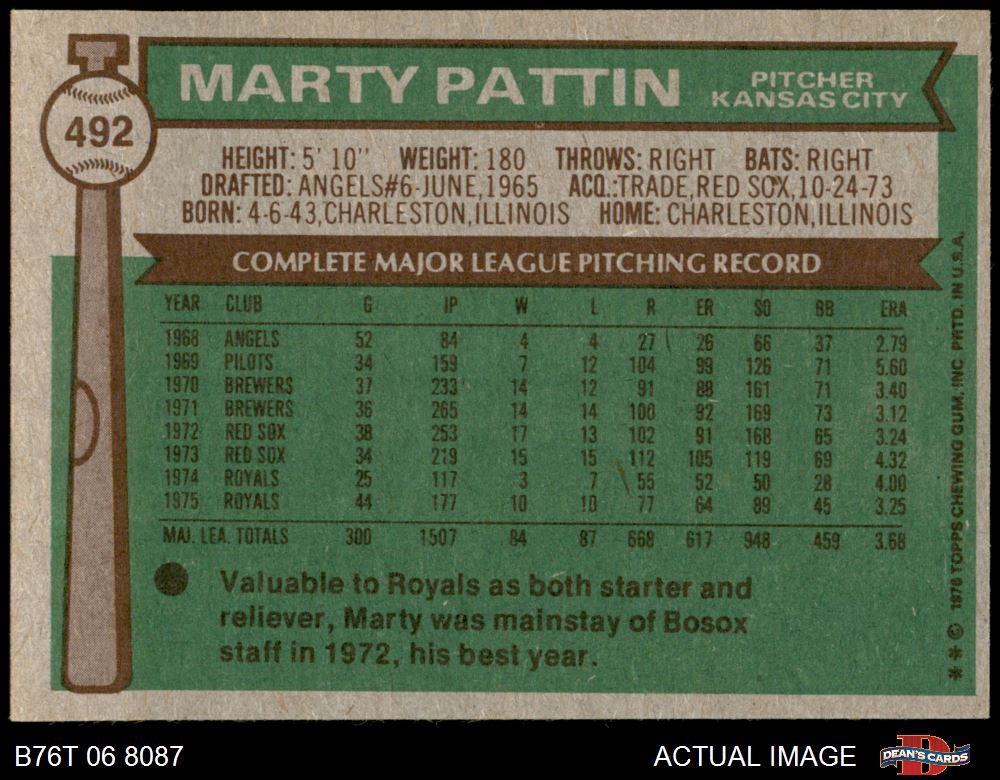 MARTY PATTIN
PITCHER
KANSAS CITY
492
HEIGHT: 5' 10" WEIGHT: 180 THROWS: RIGHT BATS: RIGHT
DRAFTED: ANGELS#6-JUNE,1965 ACQ.:TRADE,RED SOX,10-24-73
BORN: 4-6-43,CHARLESTON,ILLINOIS HOME: CHARLESTON,ILLINOIS
COMPLETE MAJOR LEAGUE PITCHING RECORD
YEAR CLUB G IP W L R ER SO BB ERA
1968 ANGELS 52 84 4 4 27 26 66 37 2.79
1969 PILOTS 34 159 7 12 104 99 126 71 5.60
1970 BREWERS 37 233 14 12 91 88 161 71 3.40
1971 BREWERS 36 265 14 14 100 92 169 73 3.12
1972 RED SOX 38 253 17 13 102 91 168 65 3.24
1973 RED SOX 34 219 15 15 112 105 119 69 4.32
1974 ROYALS 25 117 3 7 55 52 50 28 4.00
1975 ROYALS 44 177 10 10 77 64 89 45 3.25
MAJ. LEA. TOTALS 300 1507 84 87 668 617 948 459 3.68
Valuable to Royals as both starter and
reliever, Marty was mainstay of Bosox
staff in 1972, his best year.
* * © 1976 TOPPS CHEWING GUM, INC PRTD. IN U.S.A.
B76T 06 8087
ACTUAL IMAGE
DEAN'S CARDS